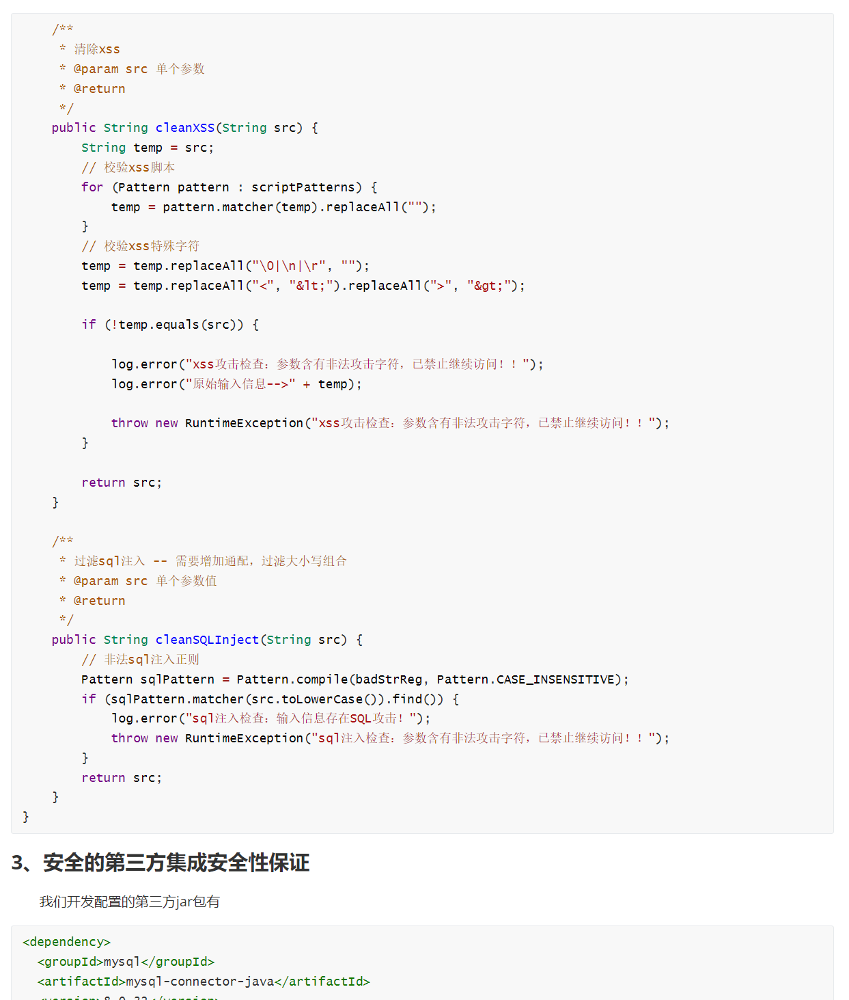 /**
     * 清除xss
     * @param src 单个参数
     * @return
     */
    public String cleanXSS(String src) {
        String temp = src;
        // 校验xss脚本
        for (Pattern pattern : scriptPatterns) {
            temp = pattern.matcher(temp).replaceAll("");
        }
        // 校验xss特殊字符
        temp = temp.replaceAll("\0|\n|\r", "");
        temp = temp.replaceAll("<", "&lt;").replaceAll(">", "&gt;");

        if (!temp.equals(src)) {

            log.error("xss攻击检查：参数含有非法攻击字符，已禁止继续访问！！");
            log.error("原始输入信息-->" + temp);

            throw new RuntimeException("xss攻击检查：参数含有非法攻击字符，已禁止继续访问！！");
        }

        return src;
    }

    /**
     * 过滤sql注入 -- 需要增加通配，过滤大小写组合
     * @param src 单个参数值
     * @return
     */
    public String cleanSQLInject(String src) {
        // 非法sql注入正则
        Pattern sqlPattern = Pattern.compile(badStrReg, Pattern.CASE_INSENSITIVE);
        if (sqlPattern.matcher(src.toLowerCase()).find()) {
            log.error("sql注入检查：输入信息存在SQL攻击！");
            throw new RuntimeException("sql注入检查：参数含有非法攻击字符，已禁止继续访问！！");
        }
        return src;
    }
}
3、安全的第三方集成安全性保证
我们开发配置的第三方jar包有
<dependency>
  <groupId>mysql</groupId>
  <artifactId>mysql-connector-java</artifactId>
  <version>8.0.32</version>